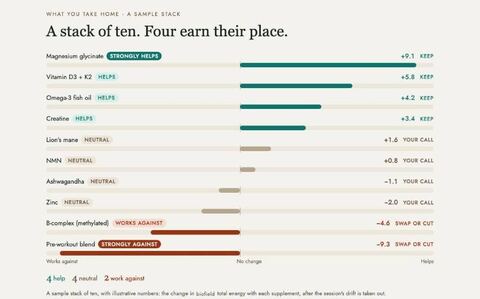 WHAT YOU TAKE HOME · A SAMPLE STACK
A stack of ten. Four earn their place.
Magnesium glycinate STRONGLY HELPS +9.1 KEEP
Vitamin D3 + K2 HELPS +5.8 KEEP
Omega-3 fish oil HELPS +4.2 KEEP
Creatine HELPS +3.4 KEEP
Lion's mane NEUTRAL +1.6 YOUR CALL
NMN NEUTRAL +0.8 YOUR CALL
Ashwagandha NEUTRAL −1.1 YOUR CALL
Zinc NEUTRAL −2.0 YOUR CALL
B-complex (methylated) WORKS AGAINST −4.6 SWAP OR CUT
Pre-workout blend STRONGLY AGAINST −9.3 SWAP OR CUT
Works against No change Helps
4 help 4 neutral 2 work against
A sample stack of ten, with illustrative numbers: the change in biofield total energy with each supplement, after the session's drift is taken out.